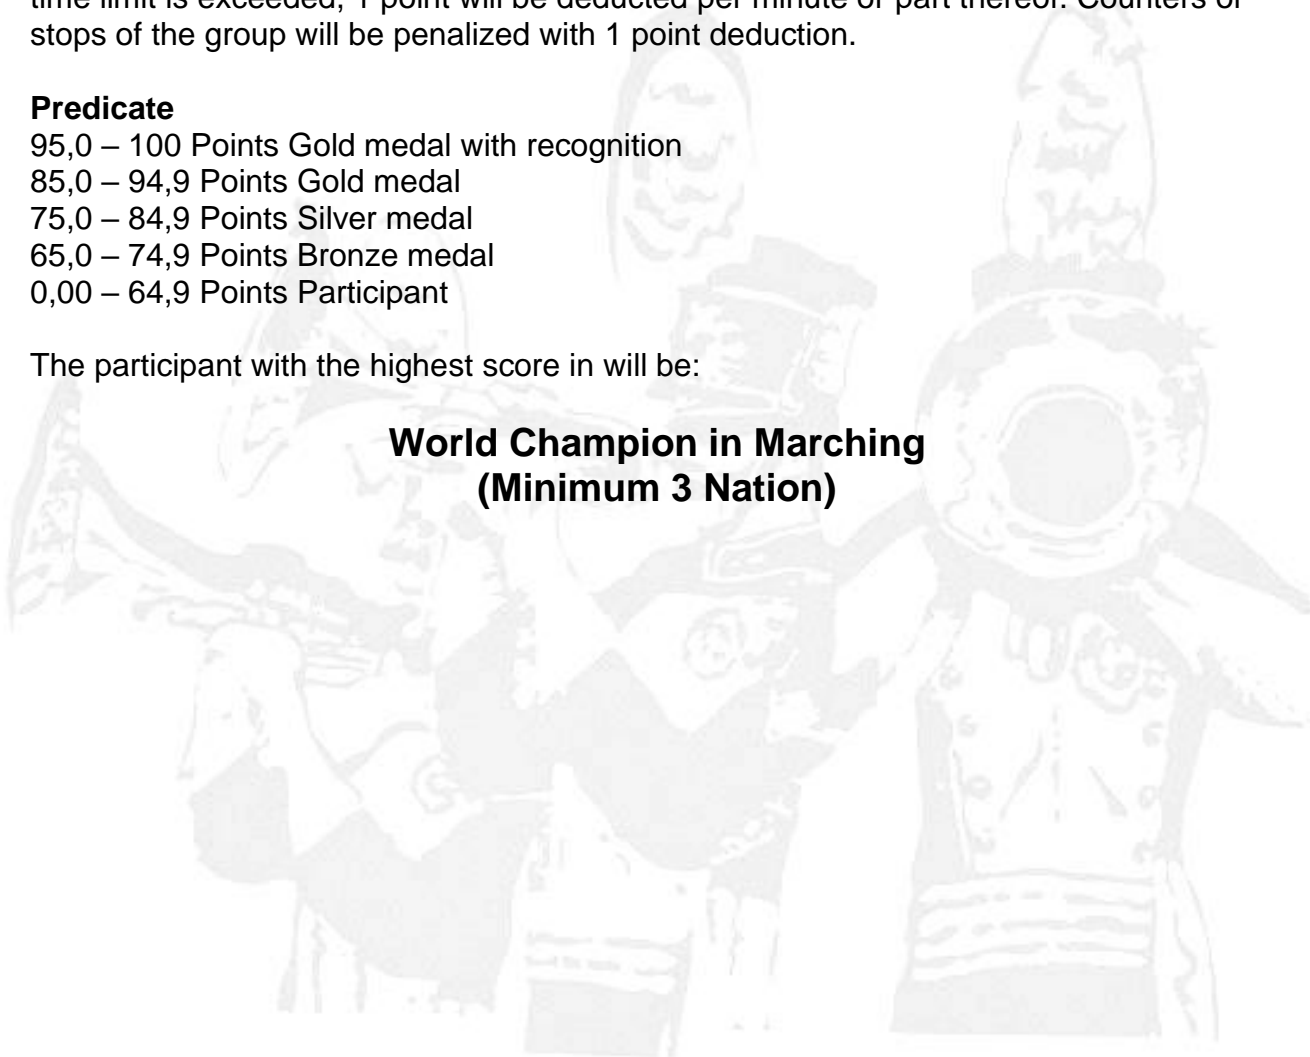 time limit is exceeded, 1 point will be deducted per minute or part thereof. Counters or
stops of the group will be penalized with 1 point deduction.
Predicate
95,0 – 100 Points Gold medal with recognition
85,0 – 94,9 Points Gold medal
75,0 – 84,9 Points Silver medal
65,0 – 74,9 Points Bronze medal
0,00 – 64,9 Points Participant
The participant with the highest score in will be:
World Champion in Marching
(Minimum 3 Nation)